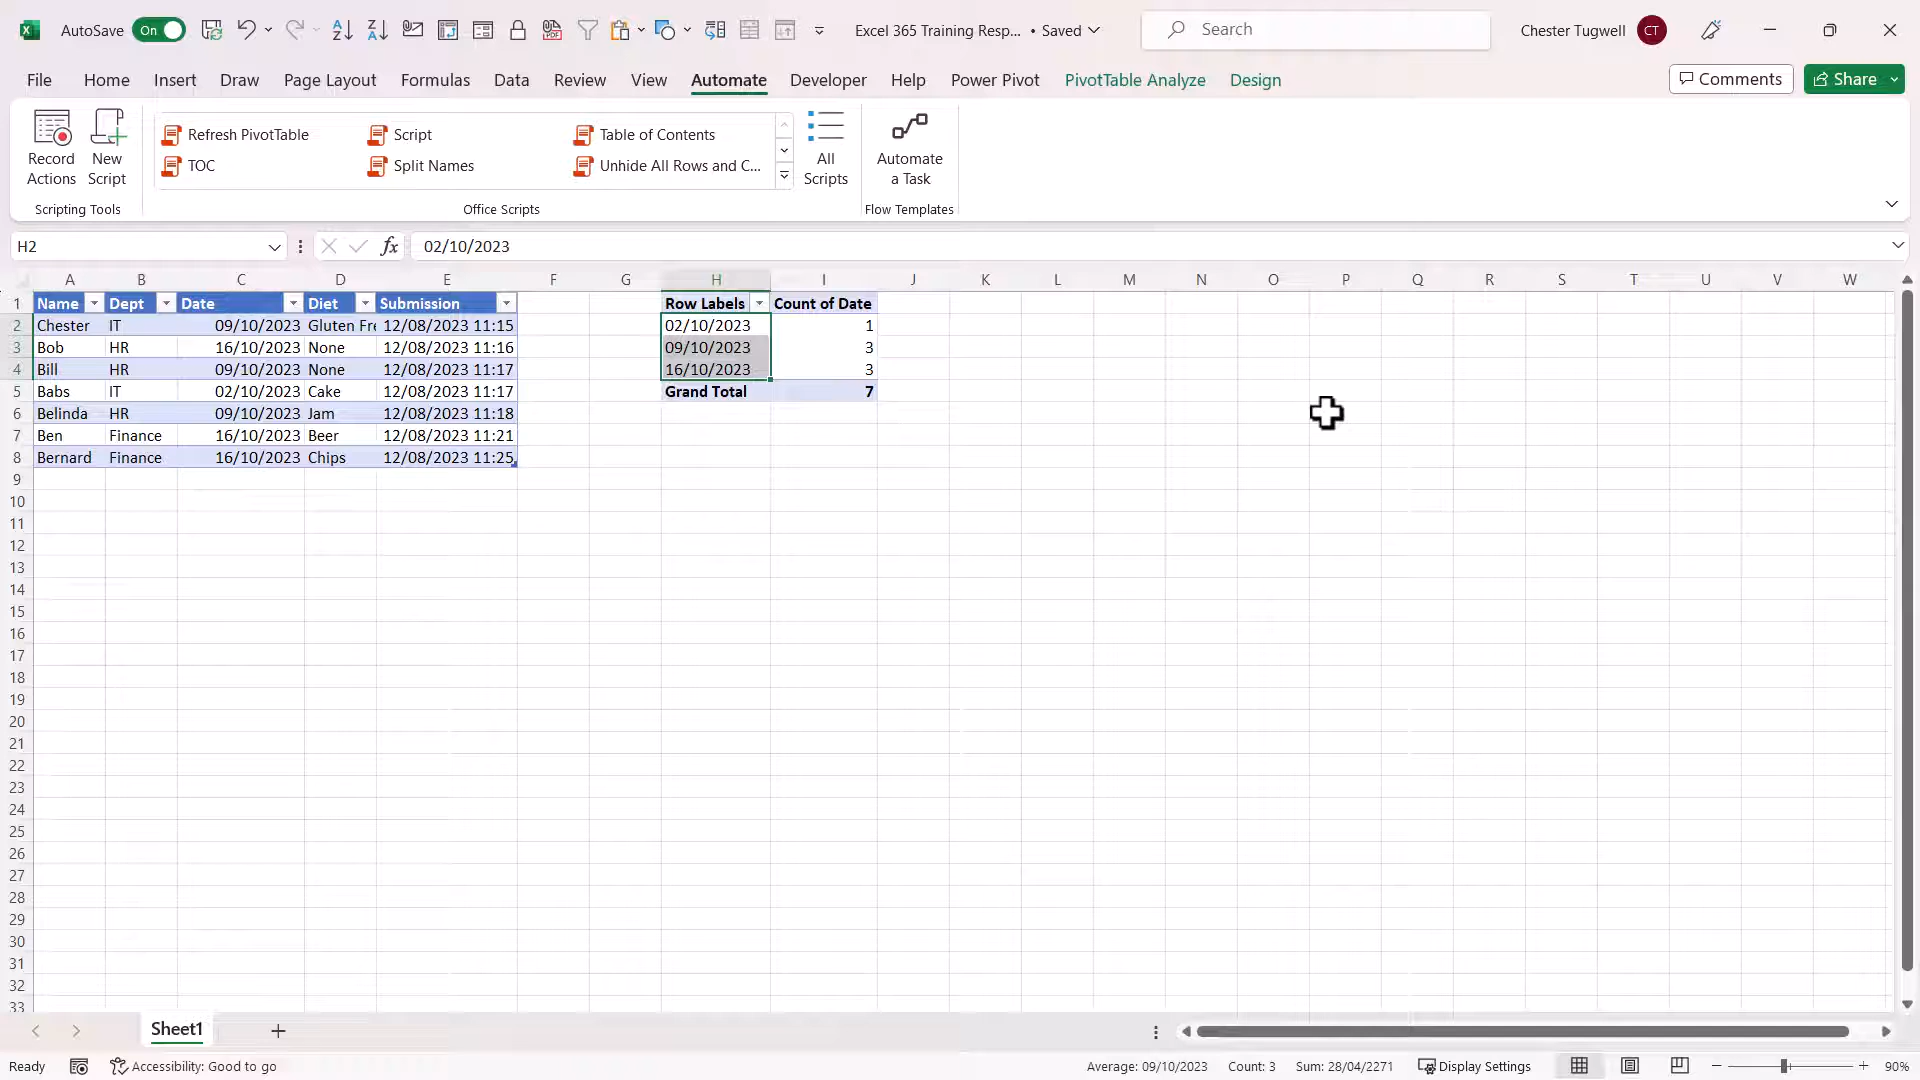 AutoSave On Excel 365 Training Resp... • Saved Search Chester Tugwell CT
File Home Insert Draw Page Layout Formulas Data Review View Automate Developer Help Power Pivot PivotTable Analyze Design Comments Share
Record Actions
New Script
Scripting Tools
Refresh PivotTable Script Table of Contents
TOC Split Names Unhide All Rows and C...
Office Scripts
All Scripts
Automate a Task
Flow Templates
H2 fx 02/10/2023
A B C D E F G H I J K L M N O P Q R S T U V W
1 Name Dept Date Diet Submission Row Labels Count of Date
2 Chester IT 09/10/2023 Gluten Fre 12/08/2023 11:15 02/10/2023 1
3 Bob HR 16/10/2023 None 12/08/2023 11:16 09/10/2023 3
4 Bill HR 09/10/2023 None 12/08/2023 11:17 16/10/2023 3
5 Babs IT 02/10/2023 Cake 12/08/2023 11:17 Grand Total 7
6 Belinda HR 09/10/2023 Jam 12/08/2023 11:18
7 Ben Finance 16/10/2023 Beer 12/08/2023 11:21
8 Bernard Finance 16/10/2023 Chips 12/08/2023 11:25
9
10
11
12
13
14
15
16
17
18
19
20
21
22
23
24
25
26
27
28
29
30
31
32
33
Sheet1
Ready Accessibility: Good to go Average: 09/10/2023 Count: 3 Sum: 28/04/2271 Display Settings 90%